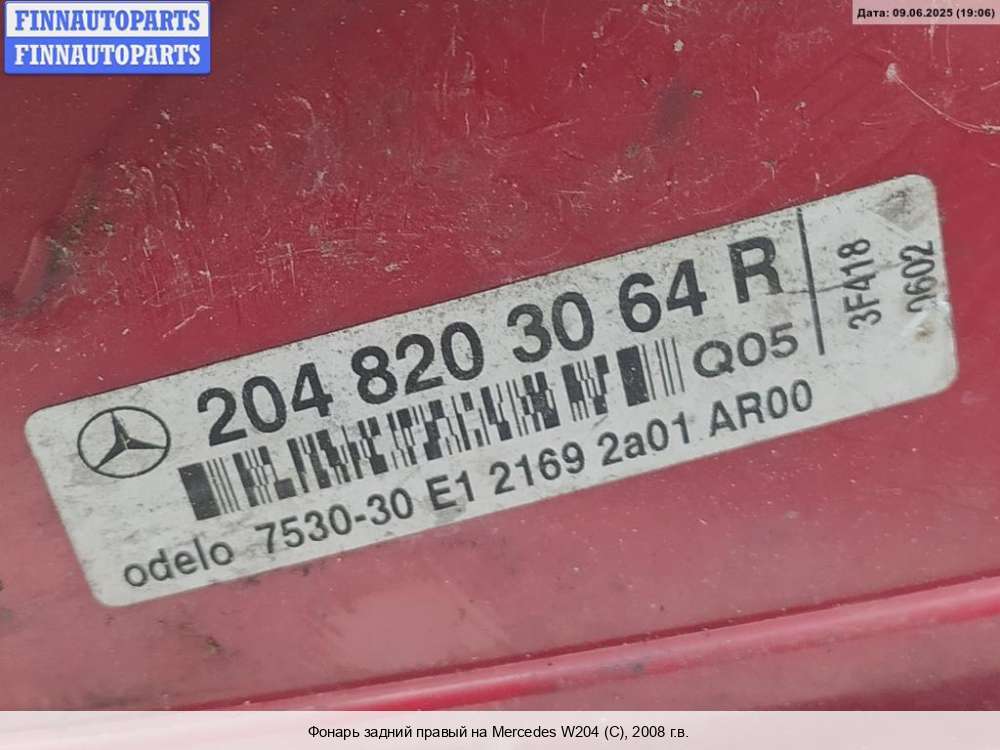 FINNAUTOPARTS
FINNAUTOPARTS
Дата: 09.06.2025 (19:06)
204 820 30 64 R
Q05
odelo 7530-30 E1 2169 2a01 AR00
3F418
Фонарь задний правый на Mercedes W204 (C), 2008 г.в.